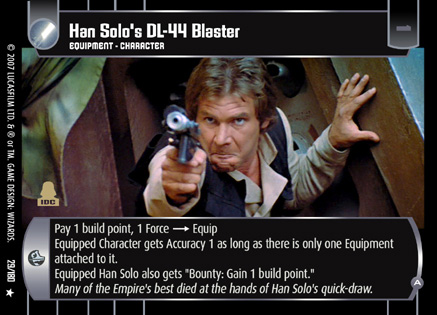 Han Solo's DL-44 Blaster
EQUIPMENT - CHARACTER
© 2007 LUCASFILM LTD. & ® or TM. GAME DESIGN: WIZARDS.
29/180
IDC
Pay 1 build point, 1 Force → Equip
Equipped Character gets Accuracy 1 as long as there is only one Equipment
attached to it.
Equipped Han Solo also gets "Bounty: Gain 1 build point."
Many of the Empire's best died at the hands of Han Solo's quick-draw.
A